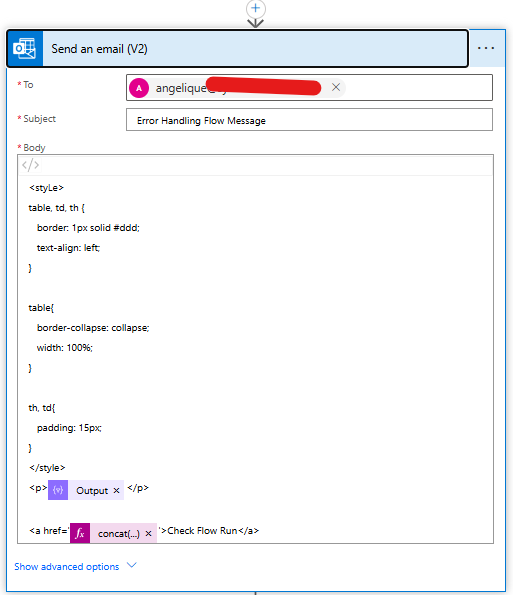 Send an email (V2)
* To
A angelique
* Subject
Error Handling Flow Message
* Body
</>
<styLe>
table, td, th {
border: 1px solid #ddd;
text-align: left;
}
table{
border-collapse: collapse;
width: 100%;
}
th, td{
padding: 15px;
}
</style>
<p> {v} Output × </p>
<a href=' fx concat(...) × '>Check Flow Run</a>
Show advanced options